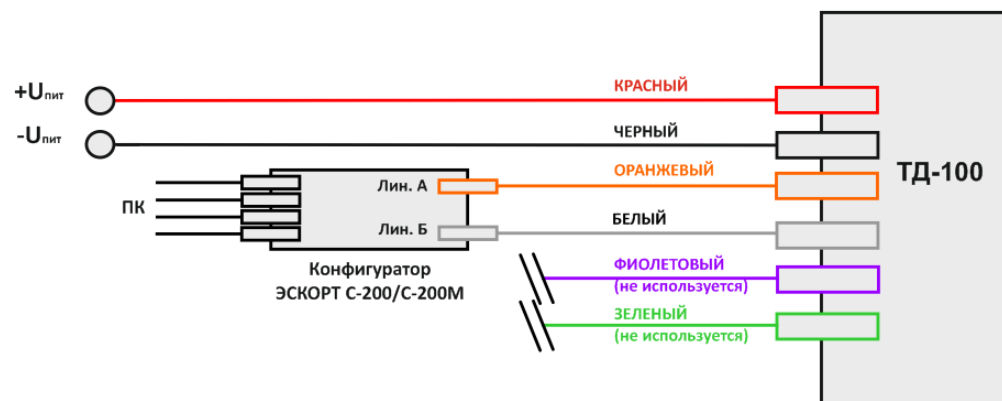 +Uпит
КРАСНЫЙ
-Uпит
ЧЕРНЫЙ
ОРАНЖЕВЫЙ
ТД-100
Лин. А
ПК
БЕЛЫЙ
Лин. Б
Конфигуратор
ЭСКОРТ С-200/С-200М
ФИОЛЕТОВЫЙ
(не используется)
ЗЕЛЕНЫЙ
(не используется)